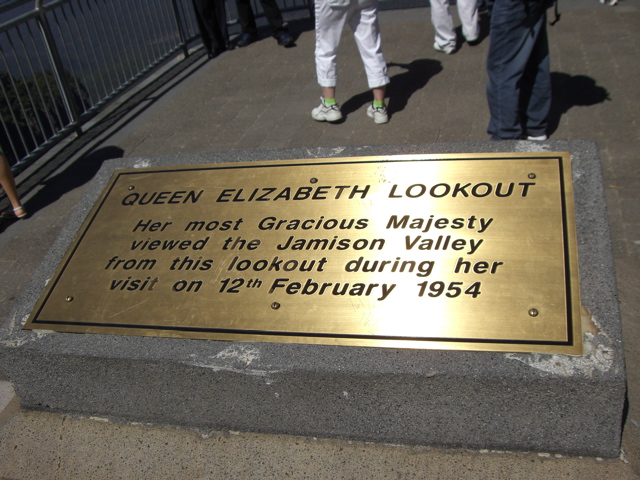 QUEEN ELIZABETH LOOKOUT
Her most Gracious Majesty
viewed the Jamison Valley
from this lookout during her
visit on 12th February 1954